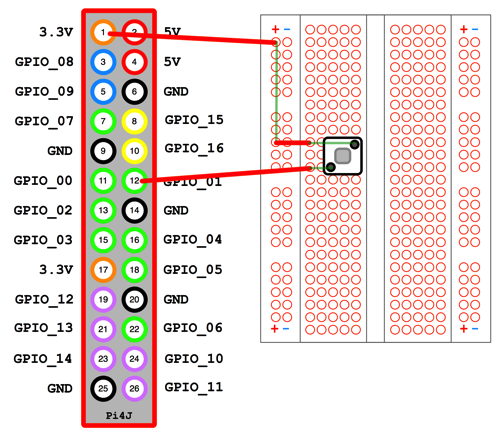 3.3V 1 2 5V
GPIO_08 3 4 5V
GPIO_09 5 6 GND
GPIO_07 7 8 GPIO_15
GND 9 10 GPIO_16
GPIO_00 11 12 GPIO_01
GPIO_02 13 14 GND
GPIO_03 15 16 GPIO_04
3.3V 17 18 GPIO_05
GPIO_12 19 20 GND
GPIO_13 21 22 GPIO_06
GPIO_14 23 24 GPIO_10
GND 25 26 GPIO_11
Pi4J
+ - + -
+ - + -